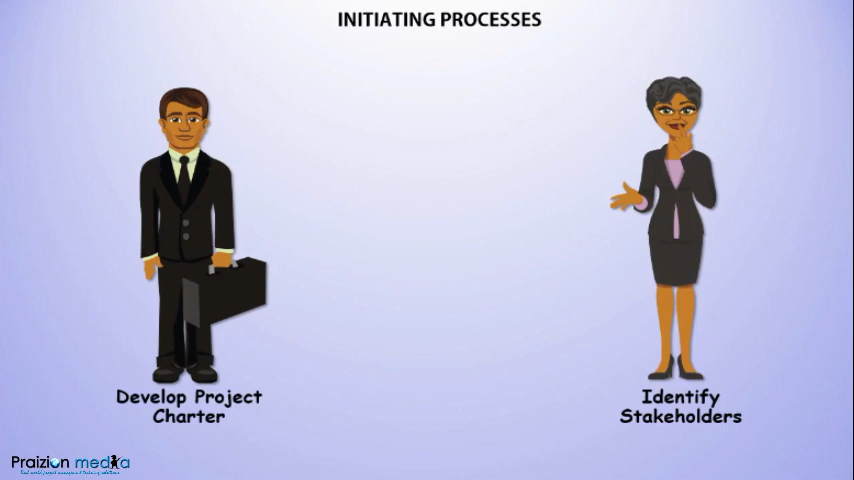 INITIATING PROCESSES
Develop Project
Charter
Identify
Stakeholders
Praizion media